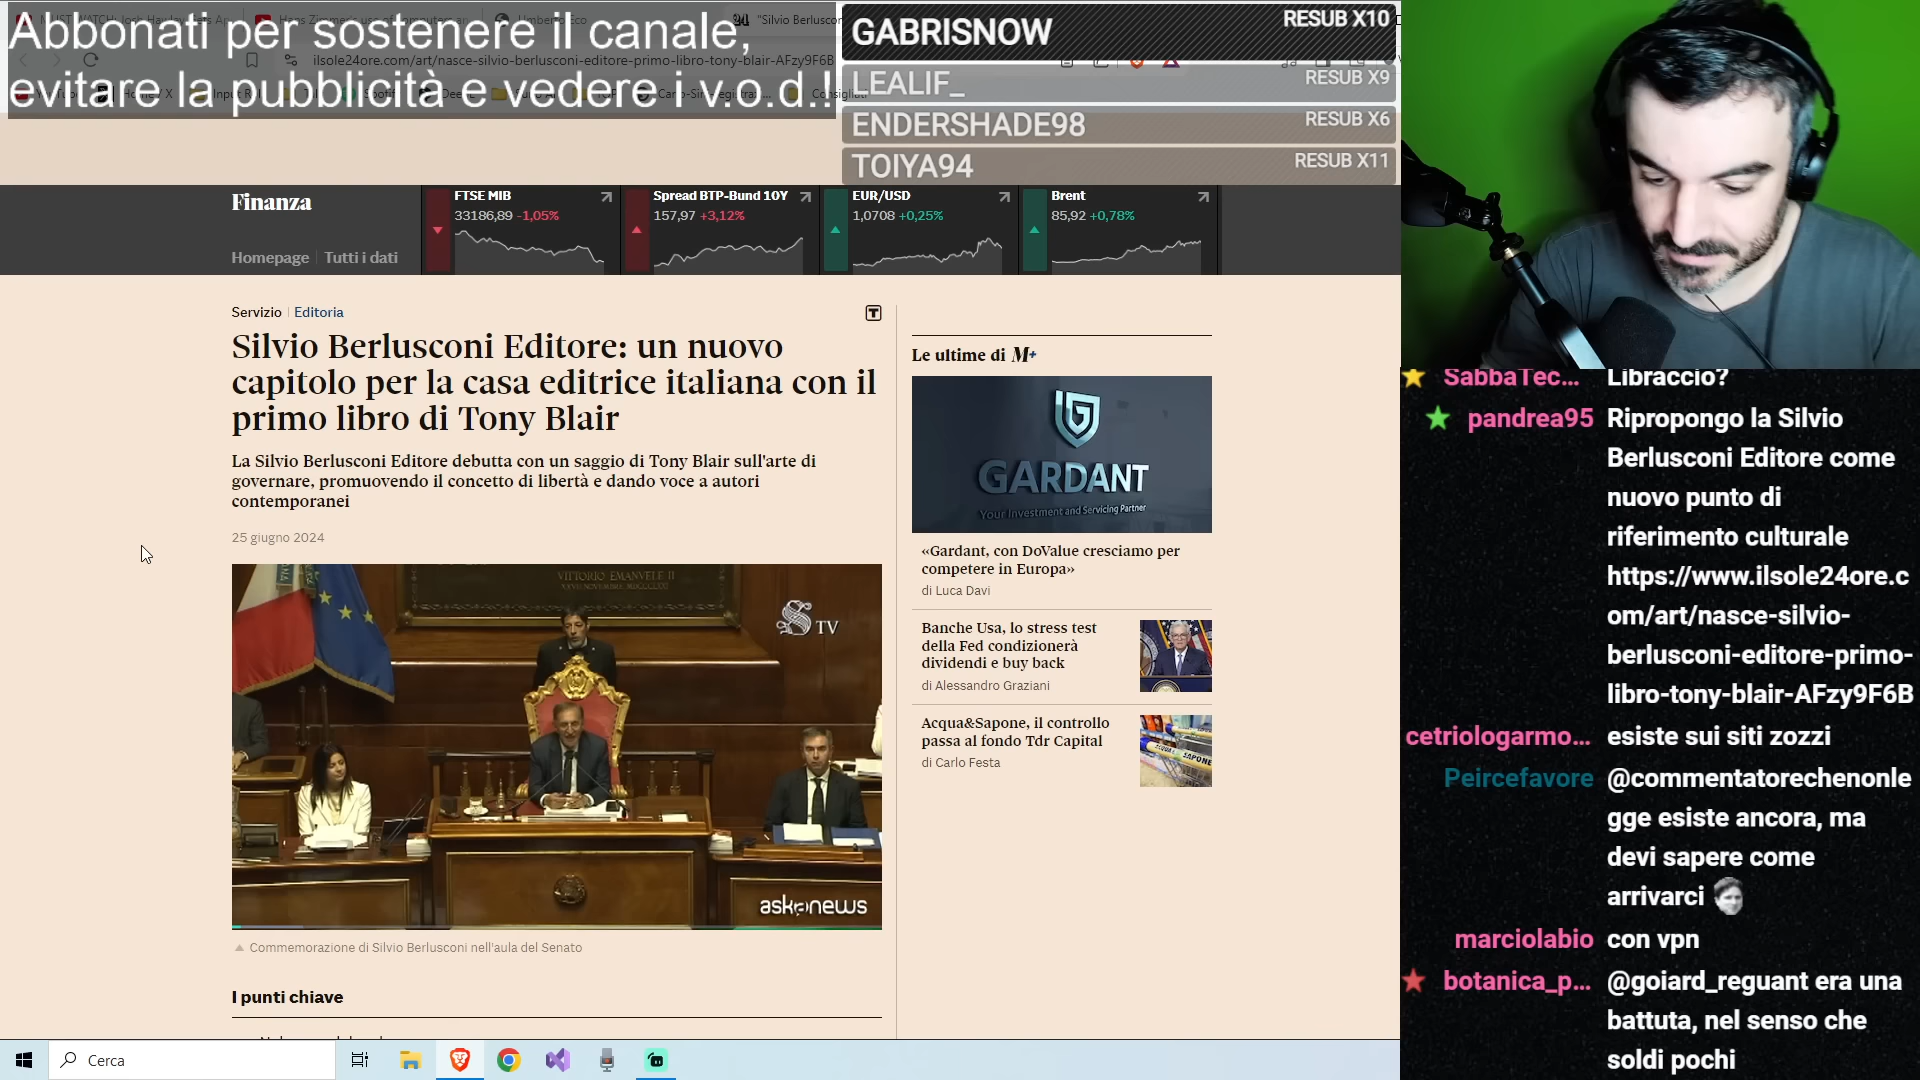 Abbonati per sostenere il canale,
evitare la pubblicità e vedere i v.o.d.!
GABRISNOW RESUB X10
LEALIF_ RESUB X9
ENDERSHADE98 RESUB X6
TOIYA94 RESUB X11
ilsole24ore.com/art/nasce-silvio-berlusconi-editore-primo-libro-tony-blair-AFzy9F6B
Finanza
Homepage Tutti i dati
FTSE MIB
33186,89 -1,05%
Spread BTP-Bund 10Y
157,97 +3,12%
EUR/USD
1,0708 +0,25%
Brent
85,92 +0,78%
Servizio Editoria
Silvio Berlusconi Editore: un nuovo
capitolo per la casa editrice italiana con il
primo libro di Tony Blair
La Silvio Berlusconi Editore debutta con un saggio di Tony Blair sull'arte di
governare, promuovendo il concetto di libertà e dando voce a autori
contemporanei
25 giugno 2024
VITTORIO EMANVELE II
S TV
askanews
Commemorazione di Silvio Berlusconi nell'aula del Senato
I punti chiave
Le ultime di M+
GARDANT
Your Investment and Servicing Partner
«Gardant, con DoValue cresciamo per
competere in Europa»
di Luca Davi
Banche Usa, lo stress test
della Fed condizionerà
dividendi e buy back
di Alessandro Graziani
Acqua&Sapone, il controllo
passa al fondo Tdr Capital
di Carlo Festa
ACQUA SAPONE
SabbaTec... Libraccio?
pandrea95 Ripropongo la Silvio
Berlusconi Editore come
nuovo punto di
riferimento culturale
https://www.ilsole24ore.c
om/art/nasce-silvio-
berlusconi-editore-primo-
libro-tony-blair-AFzy9F6B
cetriologarmo... esiste sui siti zozzi
Peircefavore @commentatorechenonle
gge esiste ancora, ma
devi sapere come
arrivarci
marciolabio con vpn
botanica_p... @goiard_reguant era una
battuta, nel senso che
soldi pochi
Cerca